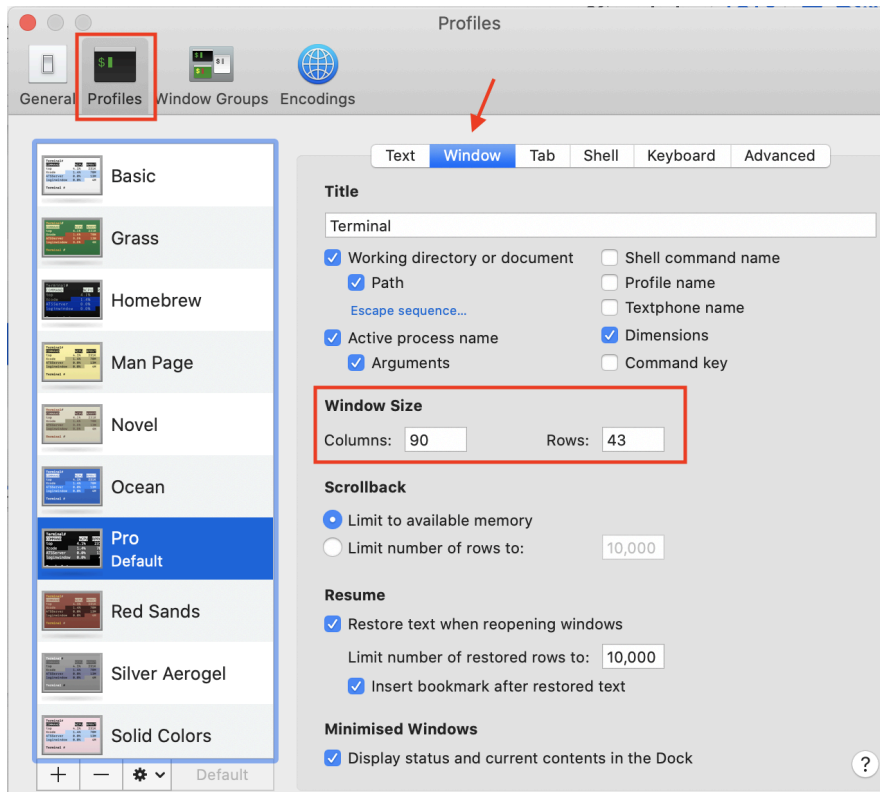 Profiles
General Profiles Window Groups Encodings
Text Window Tab Shell Keyboard Advanced
Basic
Grass
Homebrew
Man Page
Novel
Ocean
Pro
Default
Red Sands
Silver Aerogel
Solid Colors
Default
Title
Terminal
Working directory or document
Shell command name
Path
Profile name
Escape sequence...
Textphone name
Active process name
Dimensions
Arguments
Command key
Window Size
Columns: 90 Rows: 43
Scrollback
Limit to available memory
Limit number of rows to: 10,000
Resume
Restore text when reopening windows
Limit number of restored rows to: 10,000
Insert bookmark after restored text
Minimised Windows
Display status and current contents in the Dock
?